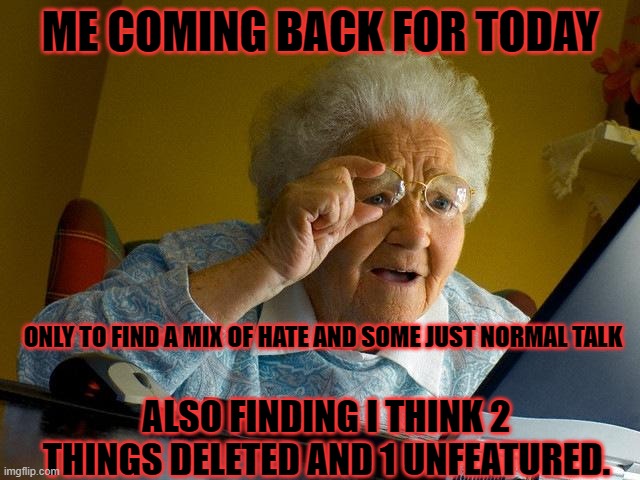 ME COMING BACK FOR TODAY
ONLY TO FIND A MIX OF HATE AND SOME JUST NORMAL TALK
ALSO FINDING I THINK 2
THINGS DELETED AND 1 UNFEATURED.
imgflip.com